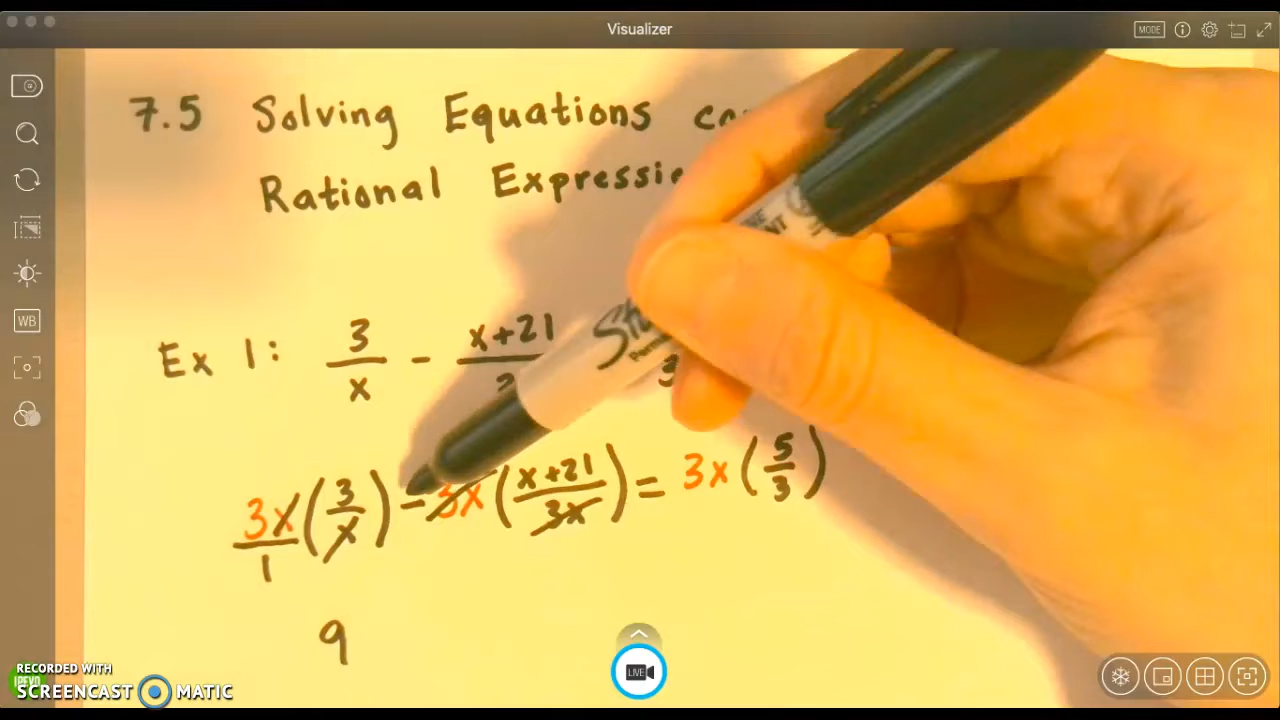 Visualizer
MODE
7.5 Solving Equations
Rational
WB
Ex 1: 3/x - x+21
3x/1 (3/x) - 3x (x+21/3x) = 3x (5/3)
9
LIVE
RECORDED WITH
SCREENCAST MATIC